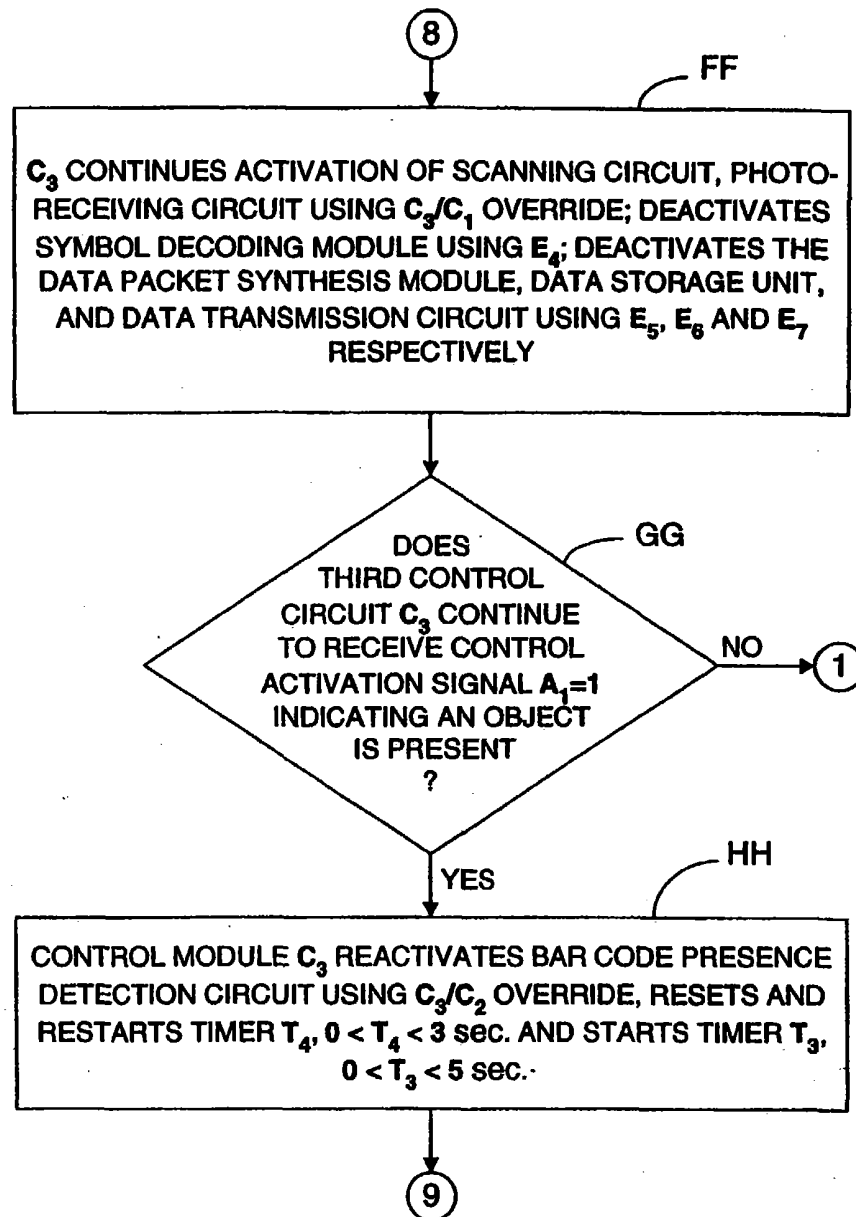 8
FF
C₃ CONTINUES ACTIVATION OF SCANNING CIRCUIT, PHOTO-
RECEIVING CIRCUIT USING C₃/C₁ OVERRIDE; DEACTIVATES
SYMBOL DECODING MODULE USING E₄; DEACTIVATES THE
DATA PACKET SYNTHESIS MODULE, DATA STORAGE UNIT,
AND DATA TRANSMISSION CIRCUIT USING E₅, E₆ AND E₇
RESPECTIVELY
GG
DOES
THIRD CONTROL
CIRCUIT C₃ CONTINUE
TO RECEIVE CONTROL
ACTIVATION SIGNAL A₁=1
INDICATING AN OBJECT
IS PRESENT
?
NO
1
YES
HH
CONTROL MODULE C₃ REACTIVATES BAR CODE PRESENCE
DETECTION CIRCUIT USING C₃/C₂ OVERRIDE, RESETS AND
RESTARTS TIMER T₄, 0 < T₄ < 3 sec. AND STARTS TIMER T₃,
0 < T₃ < 5 sec.
9